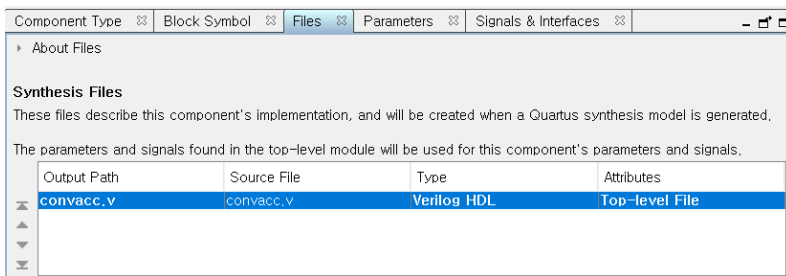 Component Type Block Symbol Files Parameters Signals & Interfaces
About Files
Synthesis Files
These files describe this component's implementation, and will be created when a Quartus synthesis model is generated.
The parameters and signals found in the top-level module will be used for this component's parameters and signals.
Output Path Source File Type Attributes
convacc.v convacc.v Verilog HDL Top-level File